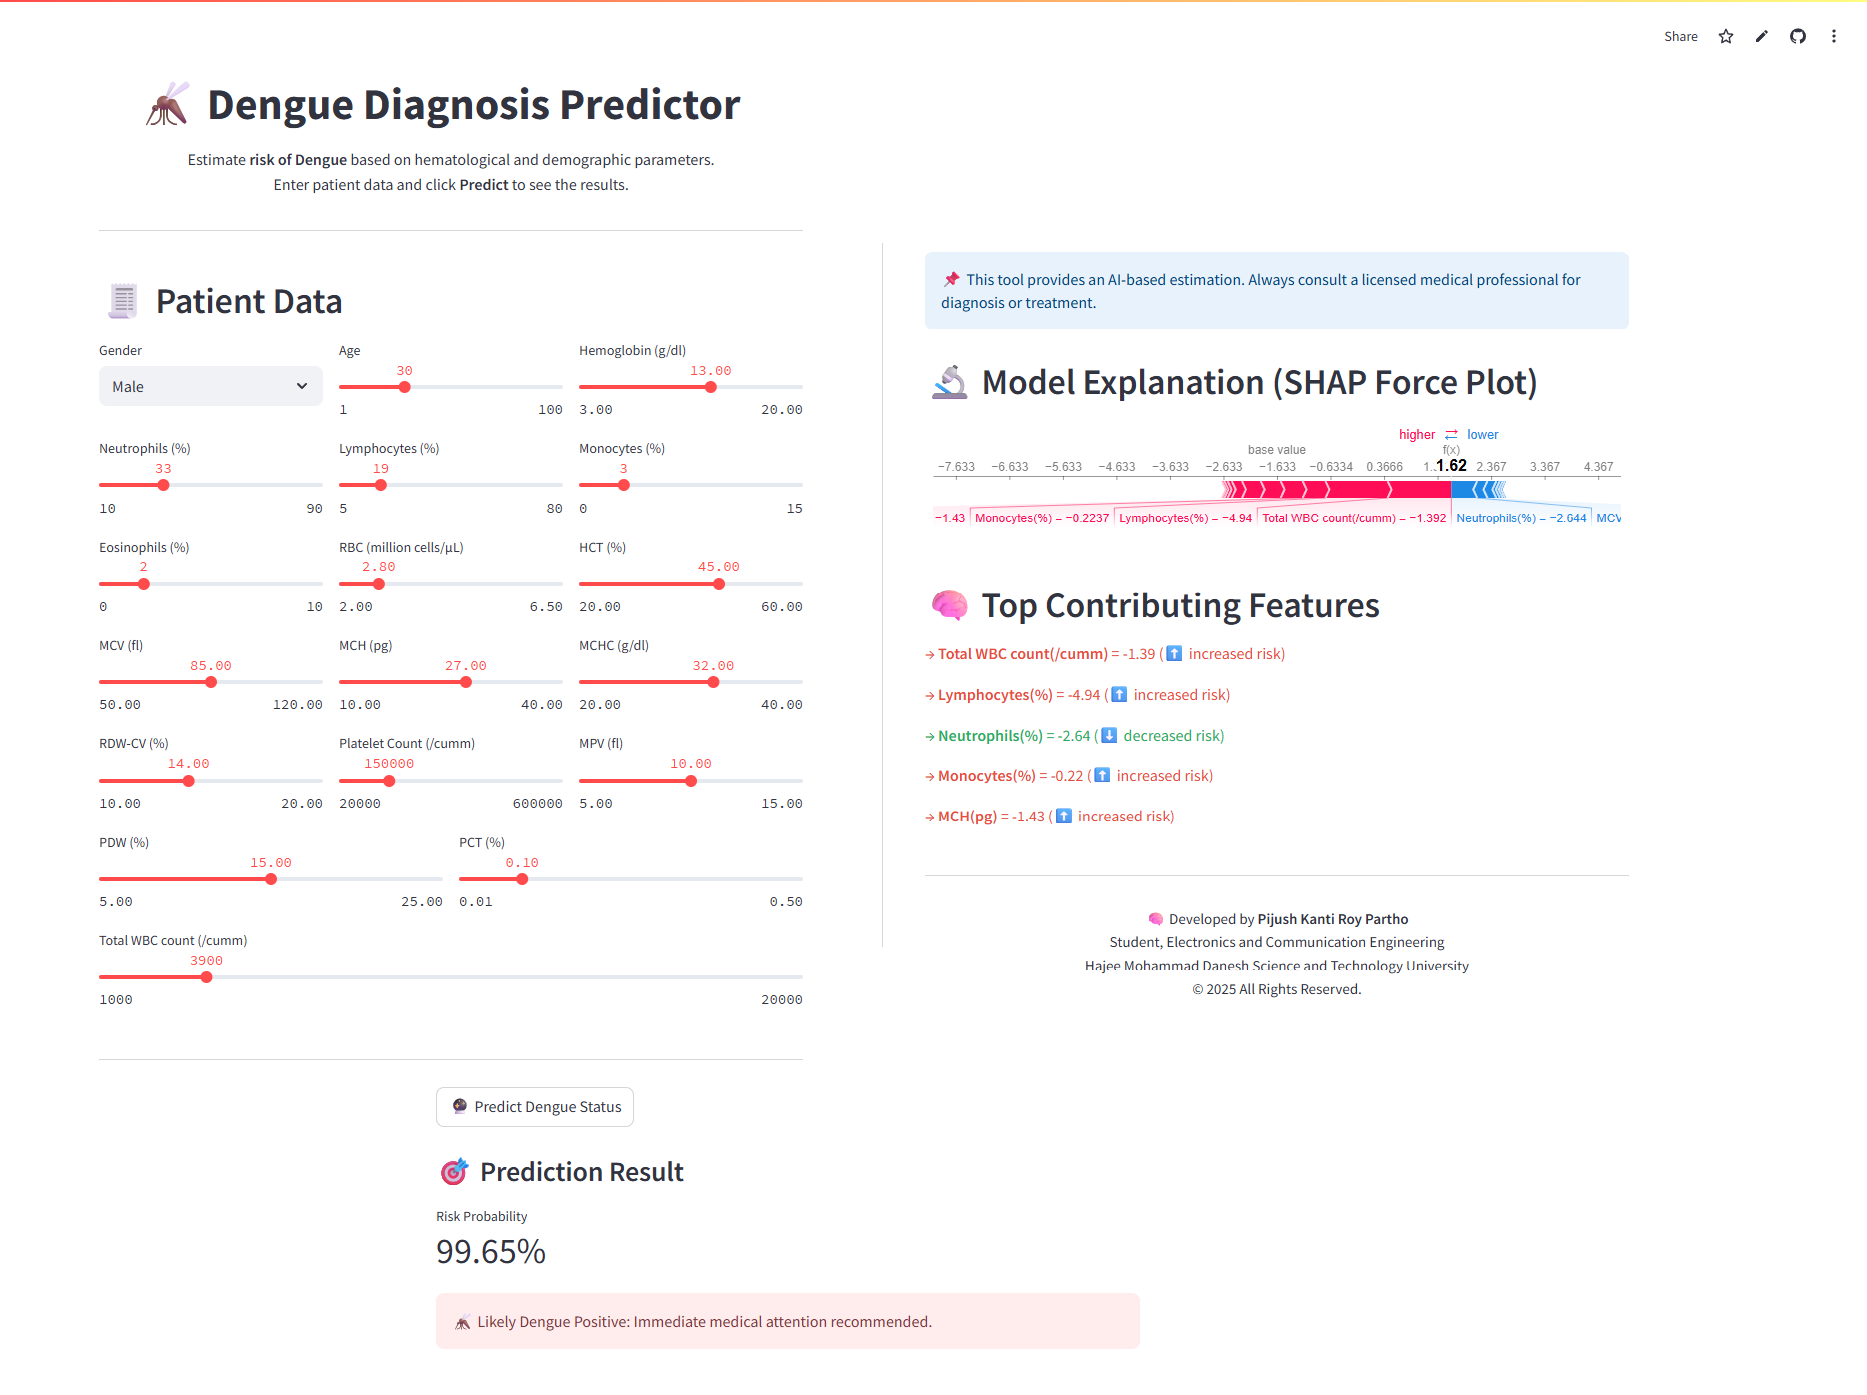 Share
Dengue Diagnosis Predictor
Estimate risk of Dengue based on hematological and demographic parameters.
Enter patient data and click Predict to see the results.
Patient Data
Gender
Male
Age
30
1 100
Hemoglobin (g/dl)
13.00
3.00 20.00
Neutrophils (%)
33
10 90
Lymphocytes (%)
19
5 80
Monocytes (%)
3
0 15
Eosinophils (%)
2
0 10
RBC (million cells/μL)
2.80
2.00 6.50
HCT (%)
45.00
20.00 60.00
MCV (fl)
85.00
50.00 120.00
MCH (pg)
27.00
10.00 40.00
MCHC (g/dl)
32.00
20.00 40.00
RDW-CV (%)
14.00
10.00 20.00
Platelet Count (/cumm)
150000
20000 600000
MPV (fl)
10.00
5.00 15.00
PDW (%)
15.00
5.00 25.00
PCT (%)
0.10
0.01 0.50
Total WBC count (/cumm)
3900
1000 20000
Predict Dengue Status
Prediction Result
Risk Probability
99.65%
Likely Dengue Positive: Immediate medical attention recommended.
This tool provides an AI-based estimation. Always consult a licensed medical professional for
diagnosis or treatment.
Model Explanation (SHAP Force Plot)
higher ⇄ lower
base value f(x)
−7.633 −6.633 −5.633 −4.633 −3.633 −2.633 −1.633 −0.6334 0.3666 1.62 2.367 3.367 4.367
−1.43 Monocytes(%) = −0.2237 Lymphocytes(%) = −4.94 Total WBC count(/cumm) = −1.392 Neutrophils(%) = −2.644 MCV
Top Contributing Features
→ Total WBC count(/cumm) = -1.39 (⬆ increased risk)
→ Lymphocytes(%) = -4.94 (⬆ increased risk)
→ Neutrophils(%) = -2.64 (⬇ decreased risk)
→ Monocytes(%) = -0.22 (⬆ increased risk)
→ MCH(pg) = -1.43 (⬆ increased risk)
Developed by Pijush Kanti Roy Partho
Student, Electronics and Communication Engineering
Hajee Mohammad Danesh Science and Technology University
© 2025 All Rights Reserved.